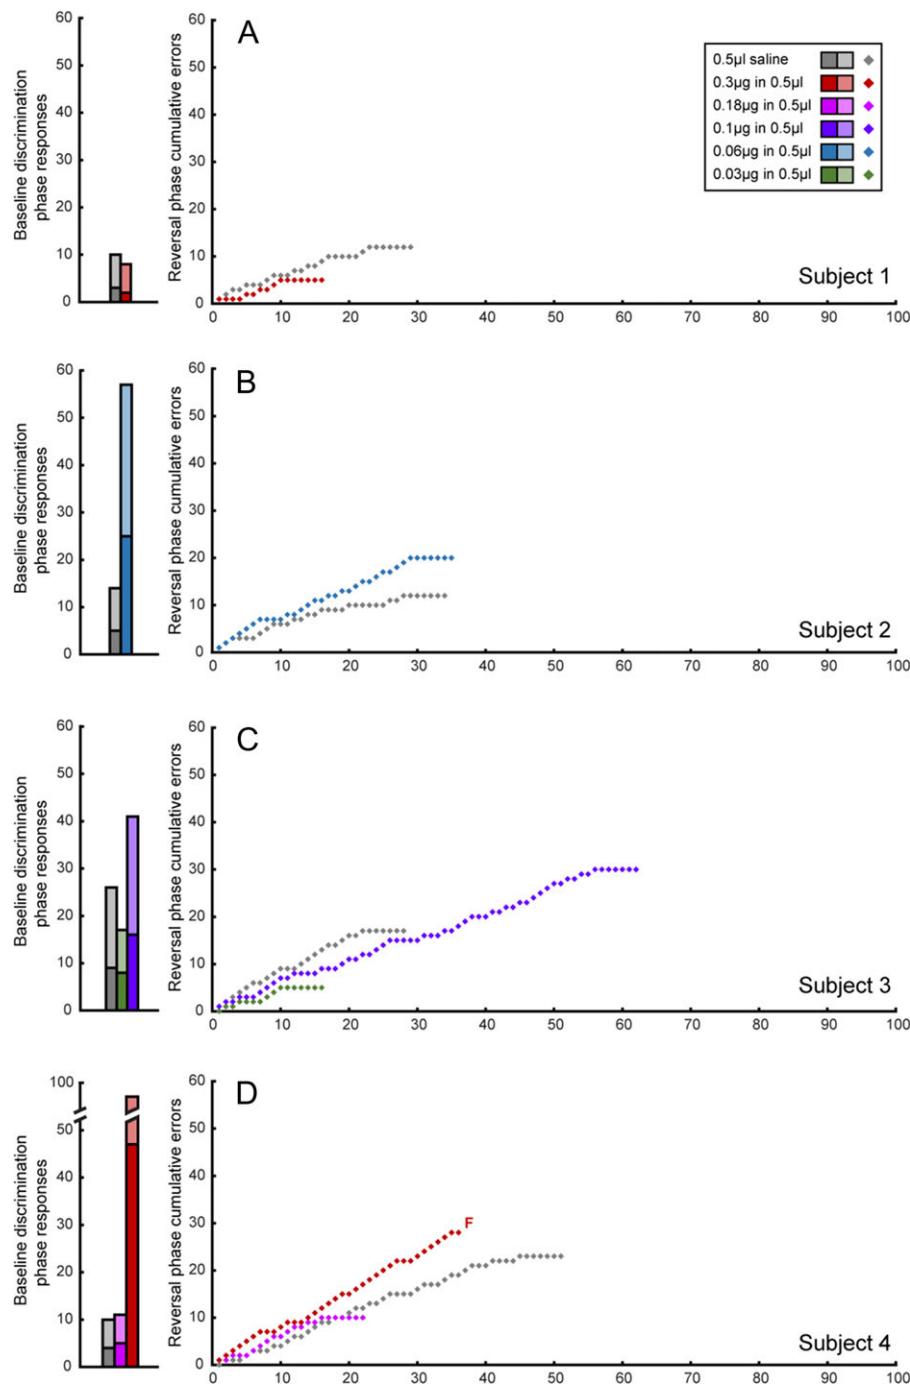 A
Baseline discrimination
phase responses
60
50
40
30
20
10
0
Reversal phase cumulative errors
60
50
40
30
20
10
0
0.5µl saline
0.3µg in 0.5µl
0.18µg in 0.5µl
0.1µg in 0.5µl
0.06µg in 0.5µl
0.03µg in 0.5µl
Subject 1
0 10 20 30 40 50 60 70 80 90 100
B
Baseline discrimination
phase responses
60
50
40
30
20
10
0
Reversal phase cumulative errors
60
50
40
30
20
10
0
Subject 2
0 10 20 30 40 50 60 70 80 90 100
C
Baseline discrimination
phase responses
60
50
40
30
20
10
0
Reversal phase cumulative errors
60
50
40
30
20
10
0
Subject 3
0 10 20 30 40 50 60 70 80 90 100
D
Baseline discrimination
phase responses
100
50
40
30
20
10
0
Reversal phase cumulative errors
60
50
40
30
20
10
0
F
Subject 4
0 10 20 30 40 50 60 70 80 90 100